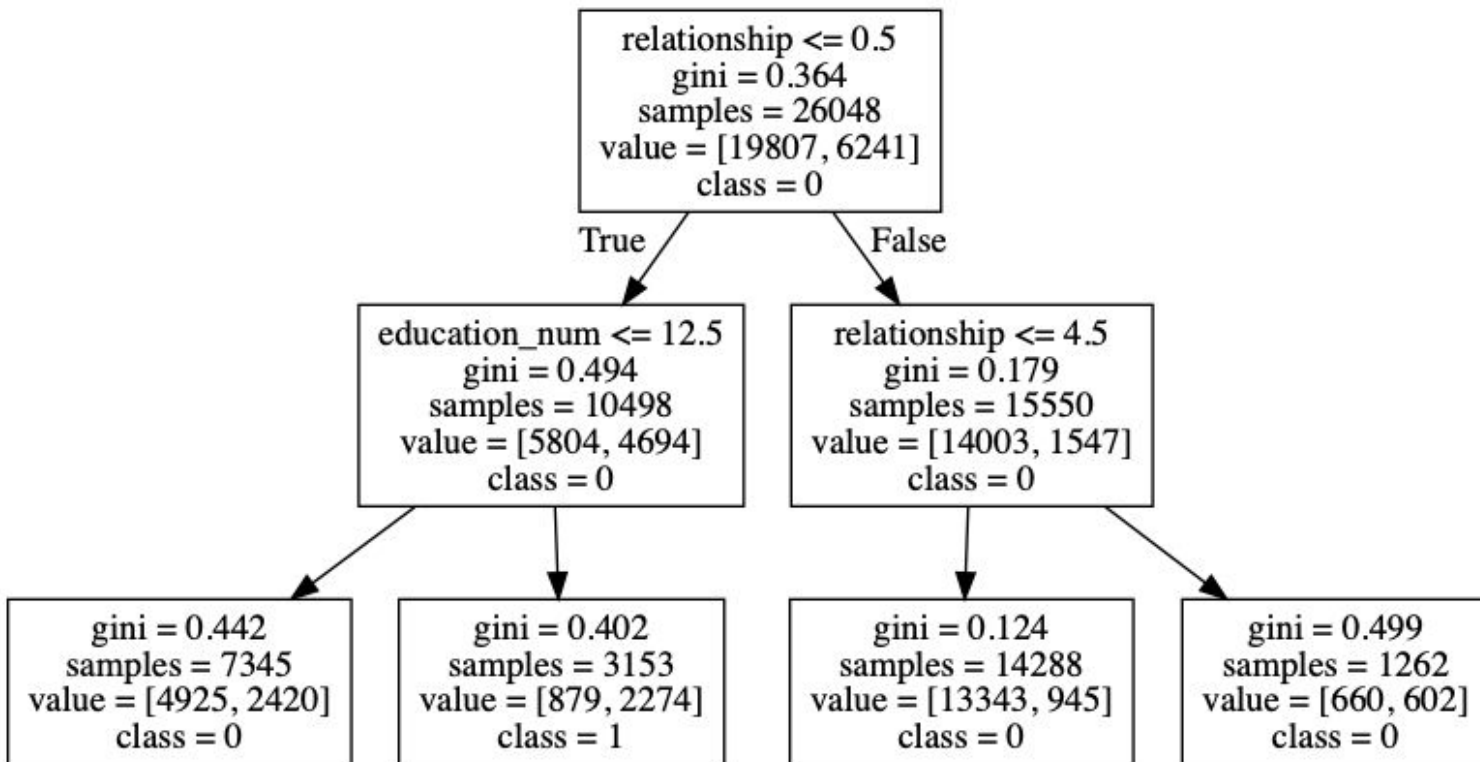 relationship <= 0.5
gini = 0.364
samples = 26048
value = [19807, 6241]
class = 0
True
False
education_num <= 12.5
gini = 0.494
samples = 10498
value = [5804, 4694]
class = 0
relationship <= 4.5
gini = 0.179
samples = 15550
value = [14003, 1547]
class = 0
gini = 0.442
samples = 7345
value = [4925, 2420]
class = 0
gini = 0.402
samples = 3153
value = [879, 2274]
class = 1
gini = 0.124
samples = 14288
value = [13343, 945]
class = 0
gini = 0.499
samples = 1262
value = [660, 602]
class = 0